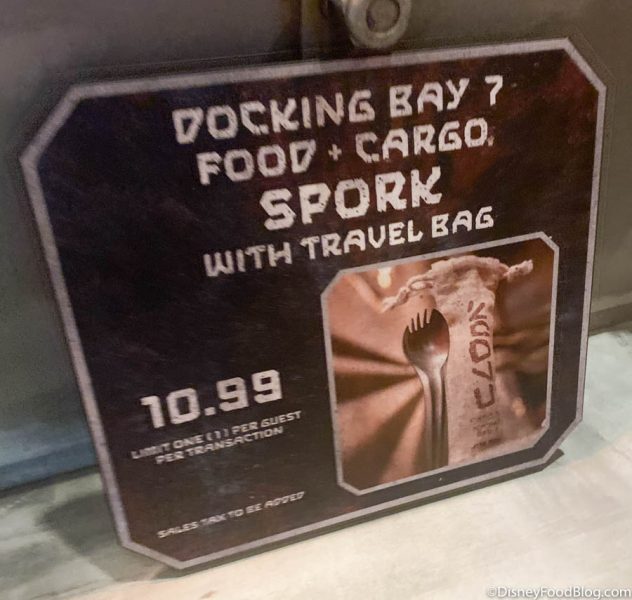 DOCKING BAY 7
FOOD + CARGO
SPORK
WITH TRAVEL BAG
10.99
LIMIT ONE (1) PER GUEST
PER TRANSACTION
SALES TAX TO BE ADDED
©DisneyFoodBlog.com